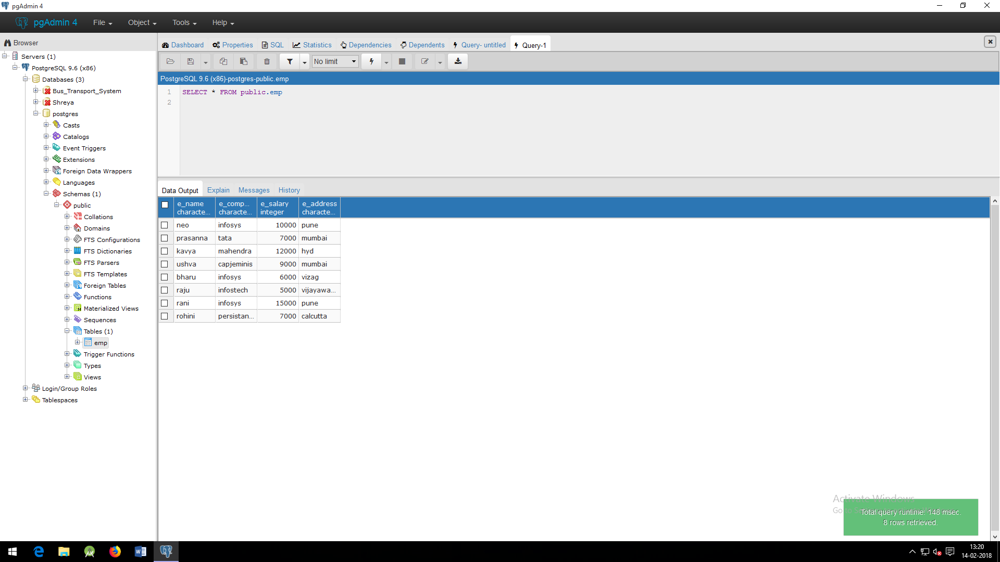 pgAdmin 4
pgAdmin 4 File Object Tools Help
Browser
Servers (1)
PostgreSQL 9.6 (x86)
Databases (3)
Bus_Transport_System
Shreya
postgres
Casts
Catalogs
Event Triggers
Extensions
Foreign Data Wrappers
Languages
Schemas (1)
public
Collations
Domains
FTS Configurations
FTS Dictionaries
FTS Parsers
FTS Templates
Foreign Tables
Functions
Materialized Views
Sequences
Tables (1)
emp
Trigger Functions
Types
Views
Login/Group Roles
Tablespaces
Dashboard Properties SQL Statistics Dependencies Dependents Query- untitled Query-1
No limit
PostgreSQL 9.6 (x86)-postgres-public.emp
1 SELECT * FROM public.emp
2
Data Output Explain Messages History
e_name e_comp... e_salary e_address
characte... characte... integer characte...
neo infosys 10000 pune
prasanna tata 7000 mumbai
kavya mahendra 12000 hyd
ushva capjeminis 9000 mumbai
bharu infosys 6000 vizag
raju infostech 5000 vijayawa...
rani infosys 15000 pune
rohini persistan... 7000 calcutta
Activate Windows
Go to
Total query runtime: 148 msec.
8 rows retrieved.
13:20
14-02-2018